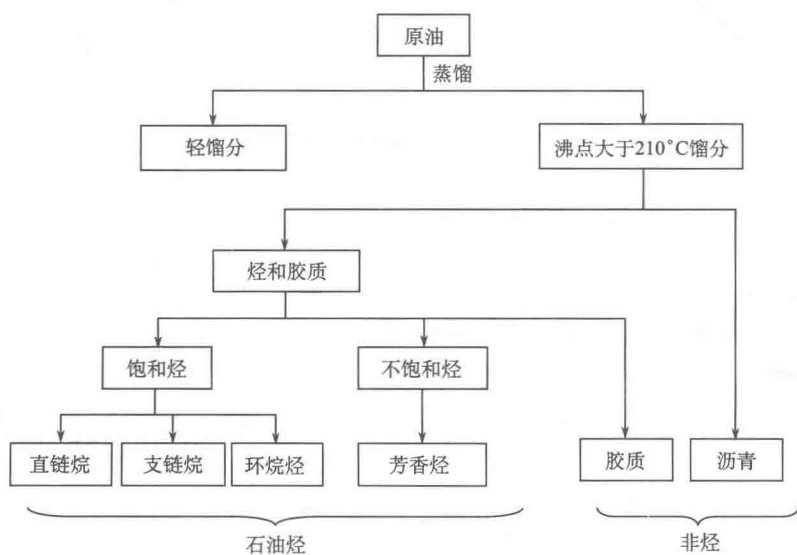 原油
蒸馏
轻馏分
沸点大于210°C馏分
烃和胶质
饱和烃
不饱和烃
直链烷
支链烷
环烷烃
芳香烃
胶质
沥青
石油烃
非烃